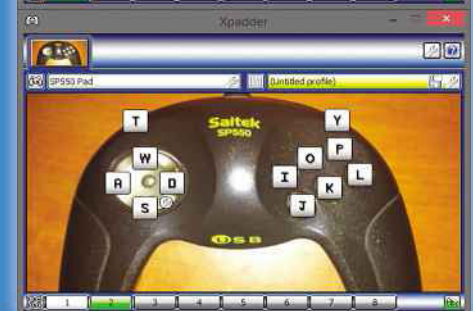 Xpadder
SP550 Pad
(Untitled profile)
T
Y
Saitek
SP550
W
O
P
A
D
I
L
K
S
J
USB
1 2 3 4 5 6 7 8